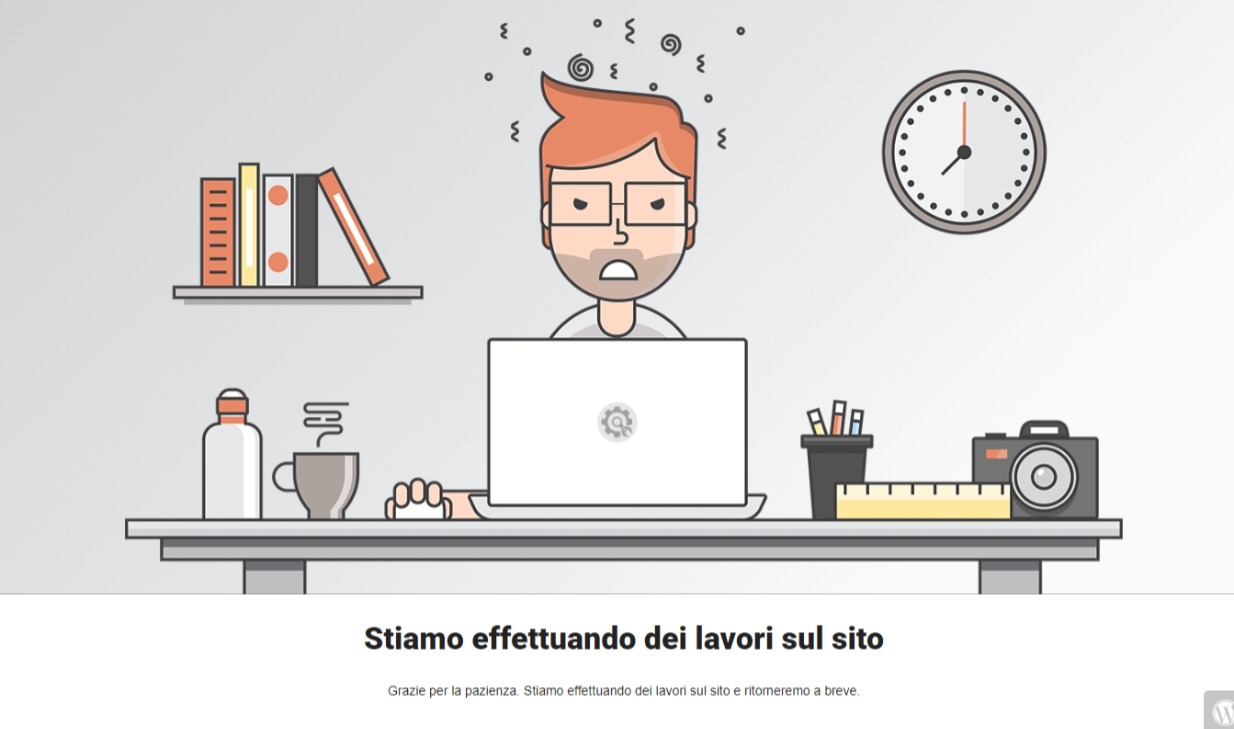 Stiamo effettuando dei lavori sul sito
Grazie per la pazienza. Stiamo effettuando dei lavori sul sito e ritorneremo a breve.